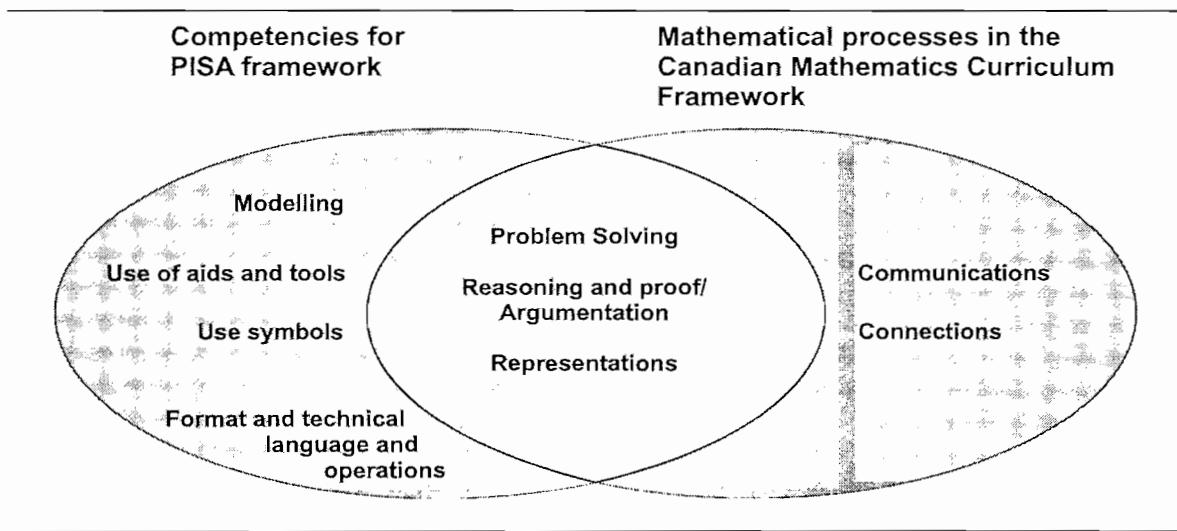 Competencies for
PISA framework
Mathematical processes in the
Canadian Mathematics Curriculum
Framework
Modelling
Use of aids and tools
Use symbols
Format and technical
language and
operations
Problem Solving
Reasoning and proof/
Argumentation
Representations
Communications
Connections